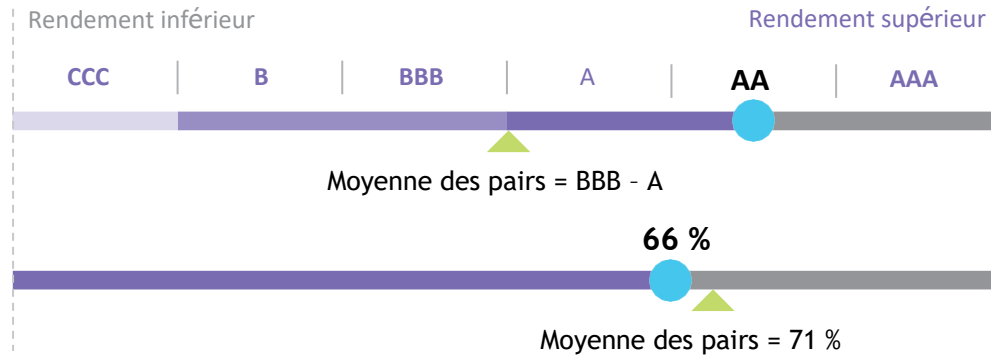 Rendement inférieur Rendement supérieur
CCC B BBB A AA AAA
Moyenne des pairs = BBB – A
66 %
Moyenne des pairs = 71 %